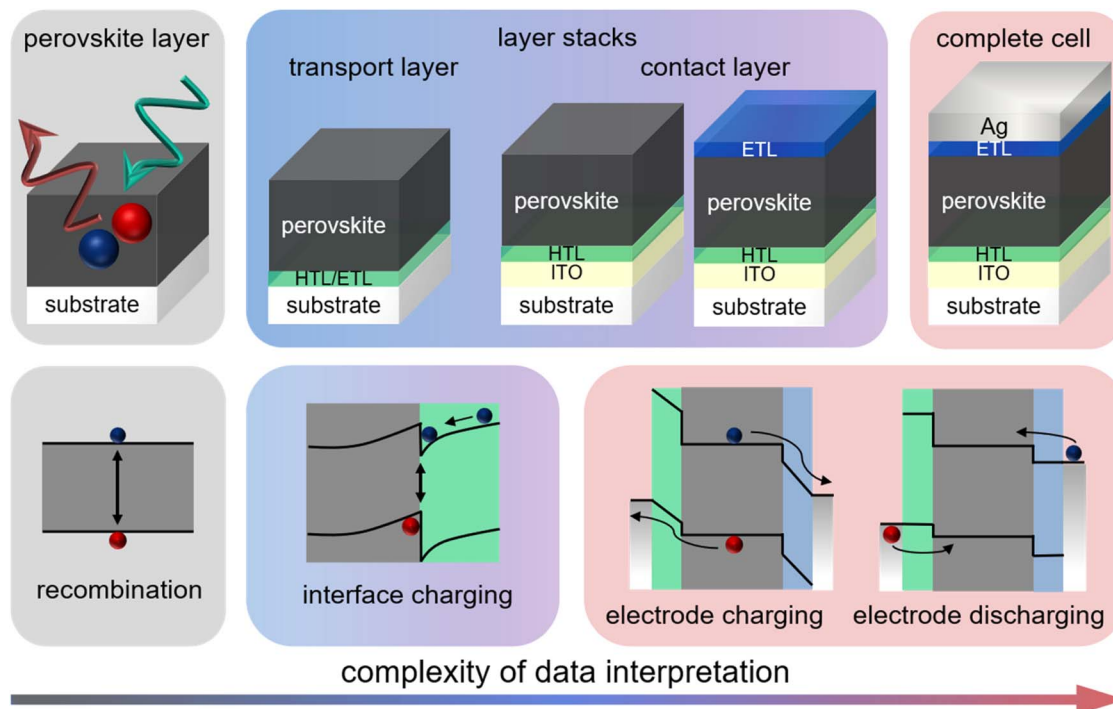 perovskite layer
substrate
layer stacks
transport layer
contact layer
perovskite
HTL/ETL
substrate
perovskite
HTL
ITO
substrate
ETL
perovskite
HTL
ITO
substrate
complete cell
Ag
ETL
perovskite
HTL
ITO
substrate
recombination
interface charging
electrode charging
electrode discharging
complexity of data interpretation